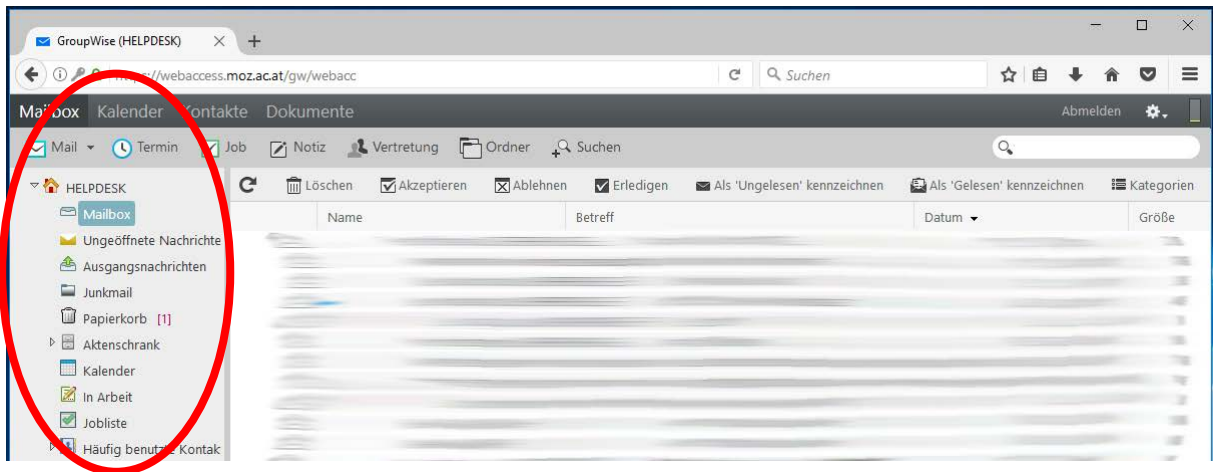 GroupWise (HELPDESK)
//webaccess.moz.ac.at/gw/webacc
Suchen
Mailbox Kalender Kontakte Dokumente Abmelden
Mail Termin Job Notiz Vertretung Ordner Suchen
HELPDESK
Löschen Akzeptieren Ablehnen Erledigen Als 'Ungelesen' kennzeichnen Als 'Gelesen' kennzeichnen Kategorien
Name Betreff Datum Größe
Mailbox
Ungeöffnete Nachrichte
Ausgangsnachrichten
Junkmail
Papierkorb [1]
Aktenschrank
Kalender
In Arbeit
Jobliste
Häufig benutzte Kontak